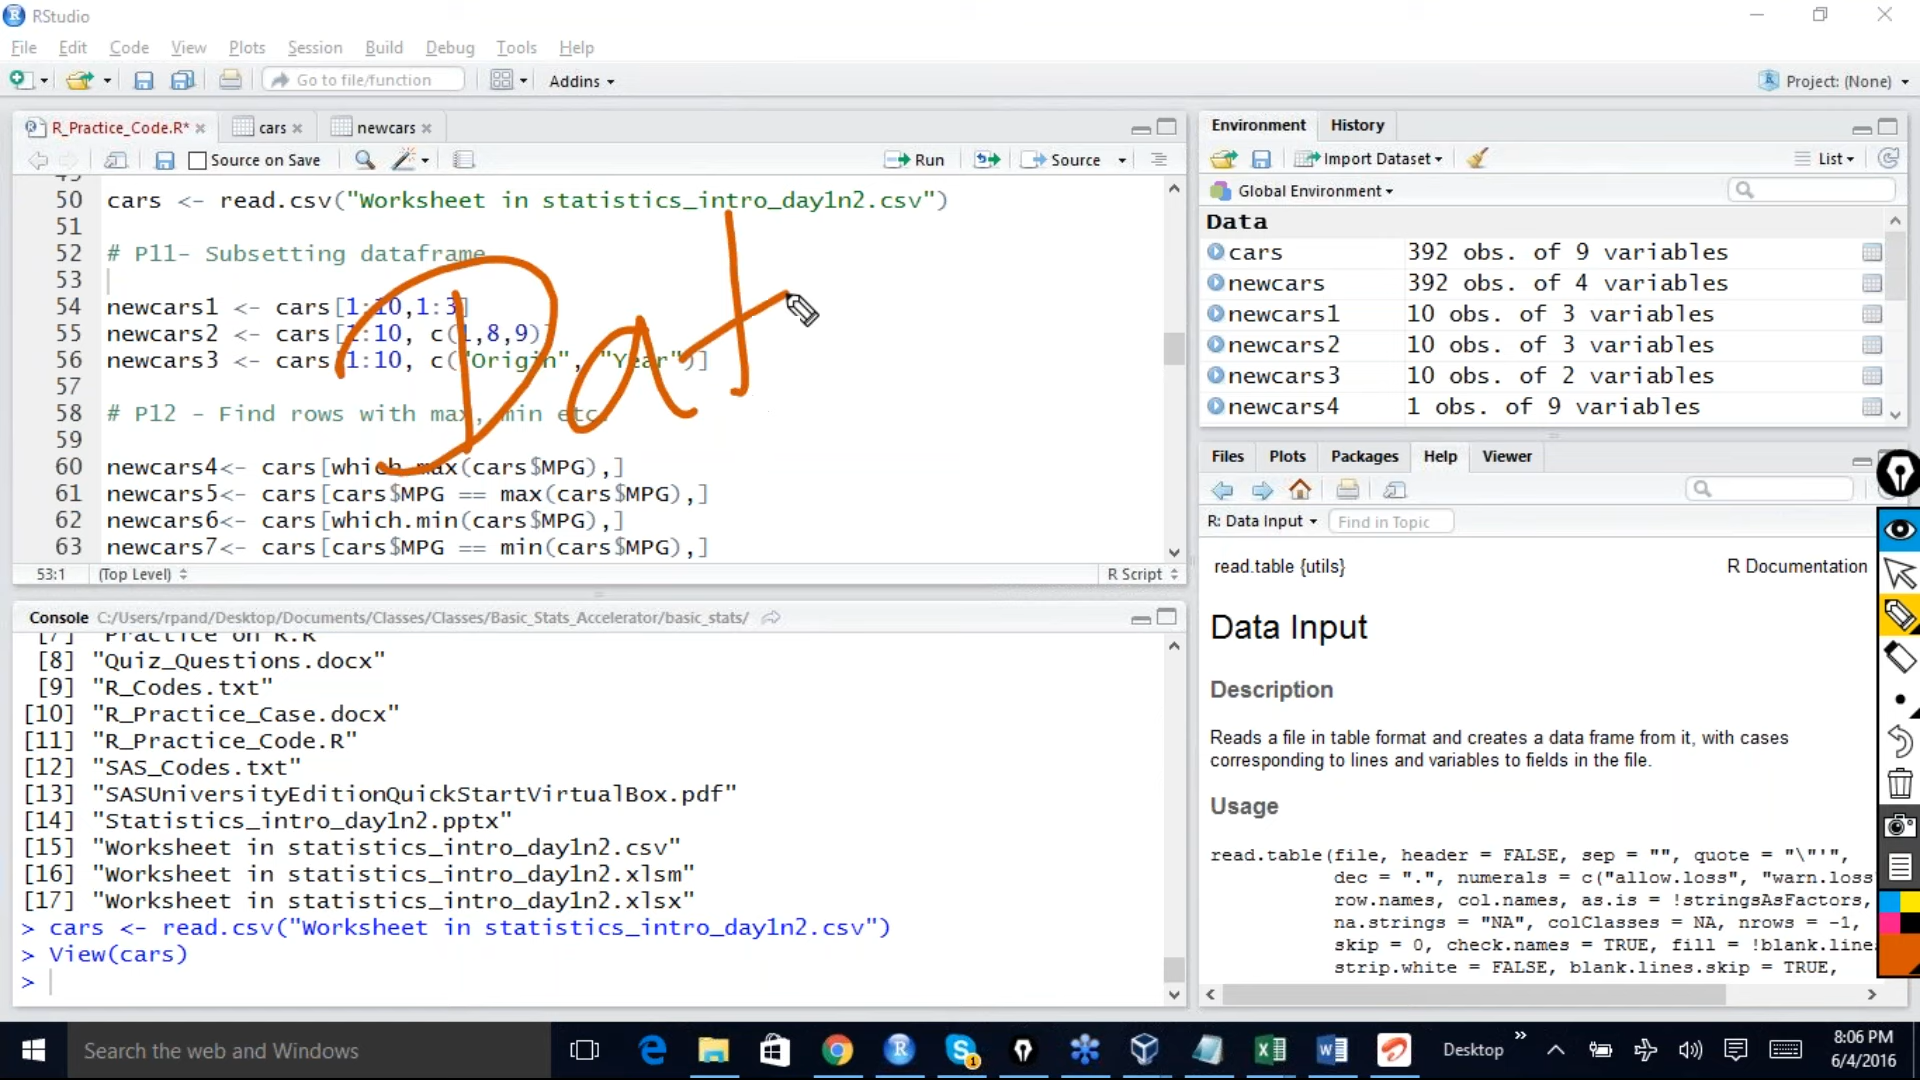 RStudio
File Edit Code View Plots Session Build Debug Tools Help
Go to file/function Addins Project: (None)
R_Practice_Code.R* cars newcars
Source on Save Run Source
50 cars <- read.csv("Worksheet in statistics_intro_day1n2.csv")
51
52 # P11- Subsetting dataframe
53
54 newcars1 <- cars[1:10,1:3]
55 newcars2 <- cars[1:10, c(1,8,9)]
56 newcars3 <- cars[1:10, c("Origin", "Year")]
57
58 # P12 - Find rows with max, min etc.
59
60 newcars4<- cars[which.max(cars$MPG),]
61 newcars5<- cars[cars$MPG == max(cars$MPG),]
62 newcars6<- cars[which.min(cars$MPG),]
63 newcars7<- cars[cars$MPG == min(cars$MPG),]
Dat
53:1 (Top Level) R Script
Console C:/Users/rpand/Desktop/Documents/Classes/Classes/Basic_Stats_Accelerator/basic_stats/
[7] "Practice on R.R"
[8] "Quiz_Questions.docx"
[9] "R_Codes.txt"
[10] "R_Practice_Case.docx"
[11] "R_Practice_Code.R"
[12] "SAS_Codes.txt"
[13] "SASUniversityEditionQuickStartVirtualBox.pdf"
[14] "Statistics_intro_day1n2.pptx"
[15] "Worksheet in statistics_intro_day1n2.csv"
[16] "Worksheet in statistics_intro_day1n2.xlsm"
[17] "Worksheet in statistics_intro_day1n2.xlsx"
> cars <- read.csv("Worksheet in statistics_intro_day1n2.csv")
> View(cars)
>
Environment History
Import Dataset List
Global Environment
Data
cars 392 obs. of 9 variables
newcars 392 obs. of 4 variables
newcars1 10 obs. of 3 variables
newcars2 10 obs. of 3 variables
newcars3 10 obs. of 2 variables
newcars4 1 obs. of 9 variables
Files Plots Packages Help Viewer
R: Data Input Find in Topic
read.table {utils} R Documentation
Data Input
Description
Reads a file in table format and creates a data frame from it, with cases
corresponding to lines and variables to fields in the file.
Usage
read.table(file, header = FALSE, sep = "", quote = "\"'",
dec = ".", numerals = c("allow.loss", "warn.loss
row.names, col.names, as.is = !stringsAsFactors,
na.strings = "NA", colClasses = NA, nrows = -1,
skip = 0, check.names = TRUE, fill = !blank.line
strip.white = FALSE, blank.lines.skip = TRUE,
Search the web and Windows Desktop 8:06 PM
6/4/2016